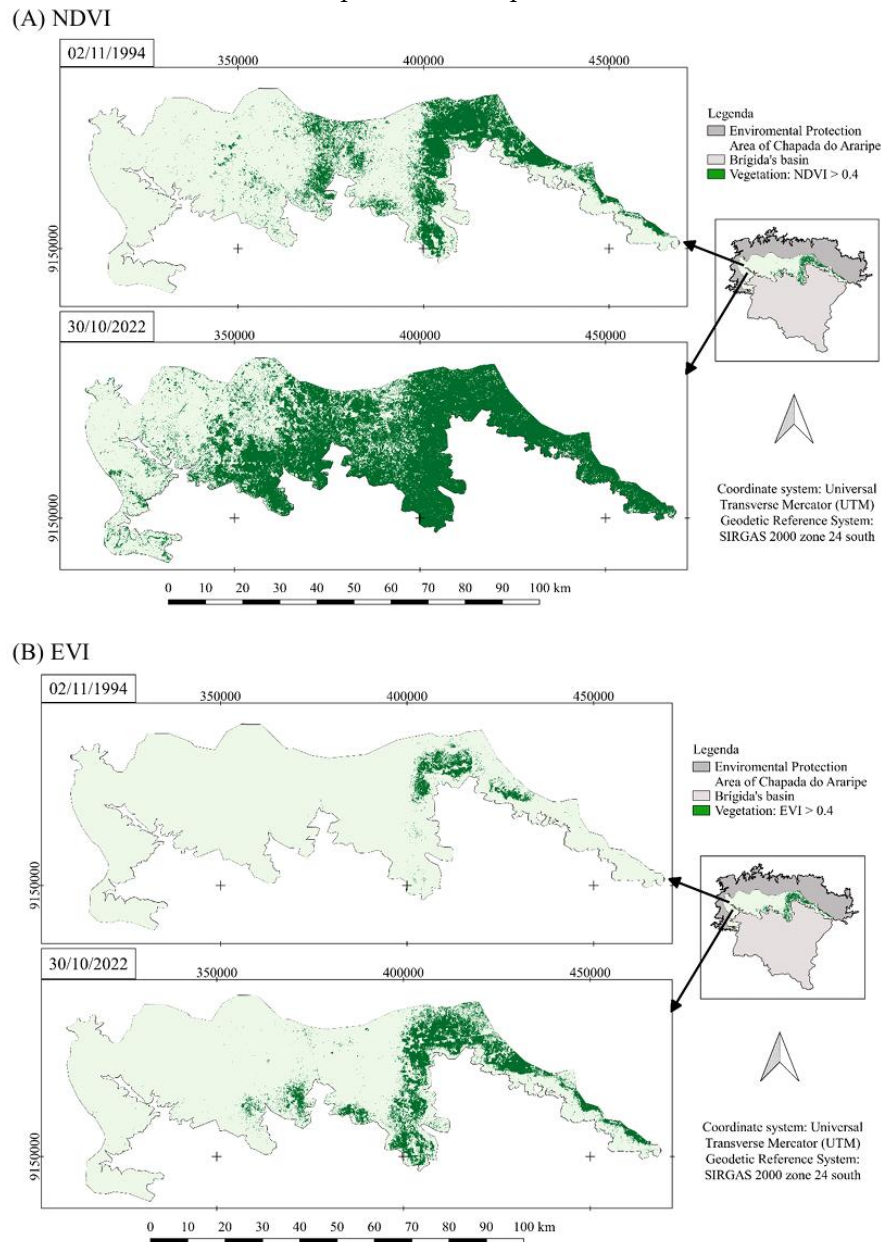 (A) NDVI
02/11/1994
350000
400000
450000
9150000
Legenda
Enviromental Protection
Area of Chapada do Araripe
Brígida's basin
Vegetation: NDVI > 0.4
30/10/2022
350000
400000
450000
9150000
Coordinate system: Universal
Transverse Mercator (UTM)
Geodetic Reference System:
SIRGAS 2000 zone 24 south
0 10 20 30 40 50 60 70 80 90 100 km
(B) EVI
02/11/1994
350000
400000
450000
9150000
Legenda
Enviromental Protection
Area of Chapada do Araripe
Brígida's basin
Vegetation: EVI > 0.4
30/10/2022
350000
400000
450000
9150000
Coordinate system: Universal
Transverse Mercator (UTM)
Geodetic Reference System:
SIRGAS 2000 zone 24 south
0 10 20 30 40 50 60 70 80 90 100 km